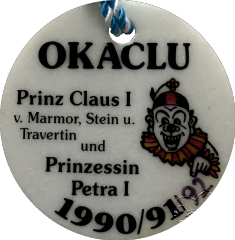 OKACLU
Prinz Claus I
v. Marmor, Stein u.
Travertin
und
Prinzessin
Petra I
1990/91